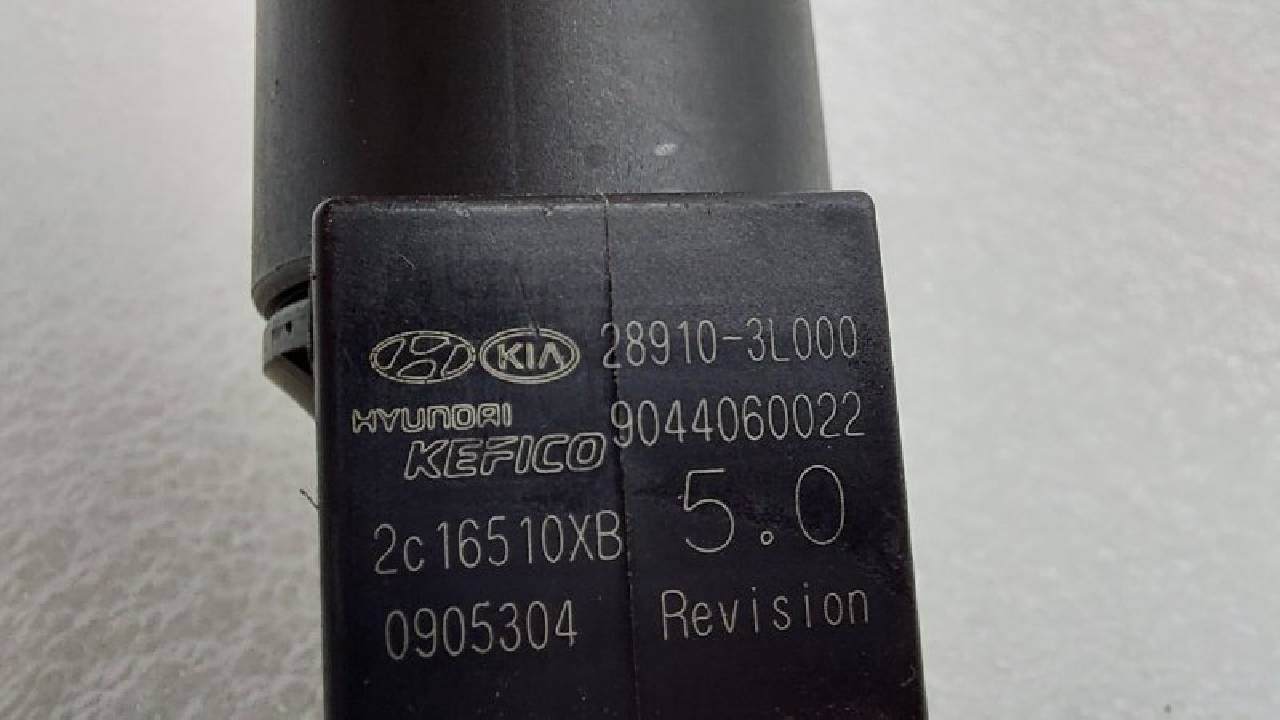 KIA 28910-3L000
HYUNDAI
KEFICO 9044060022
5.0
2c16510XB
0905304 Revision